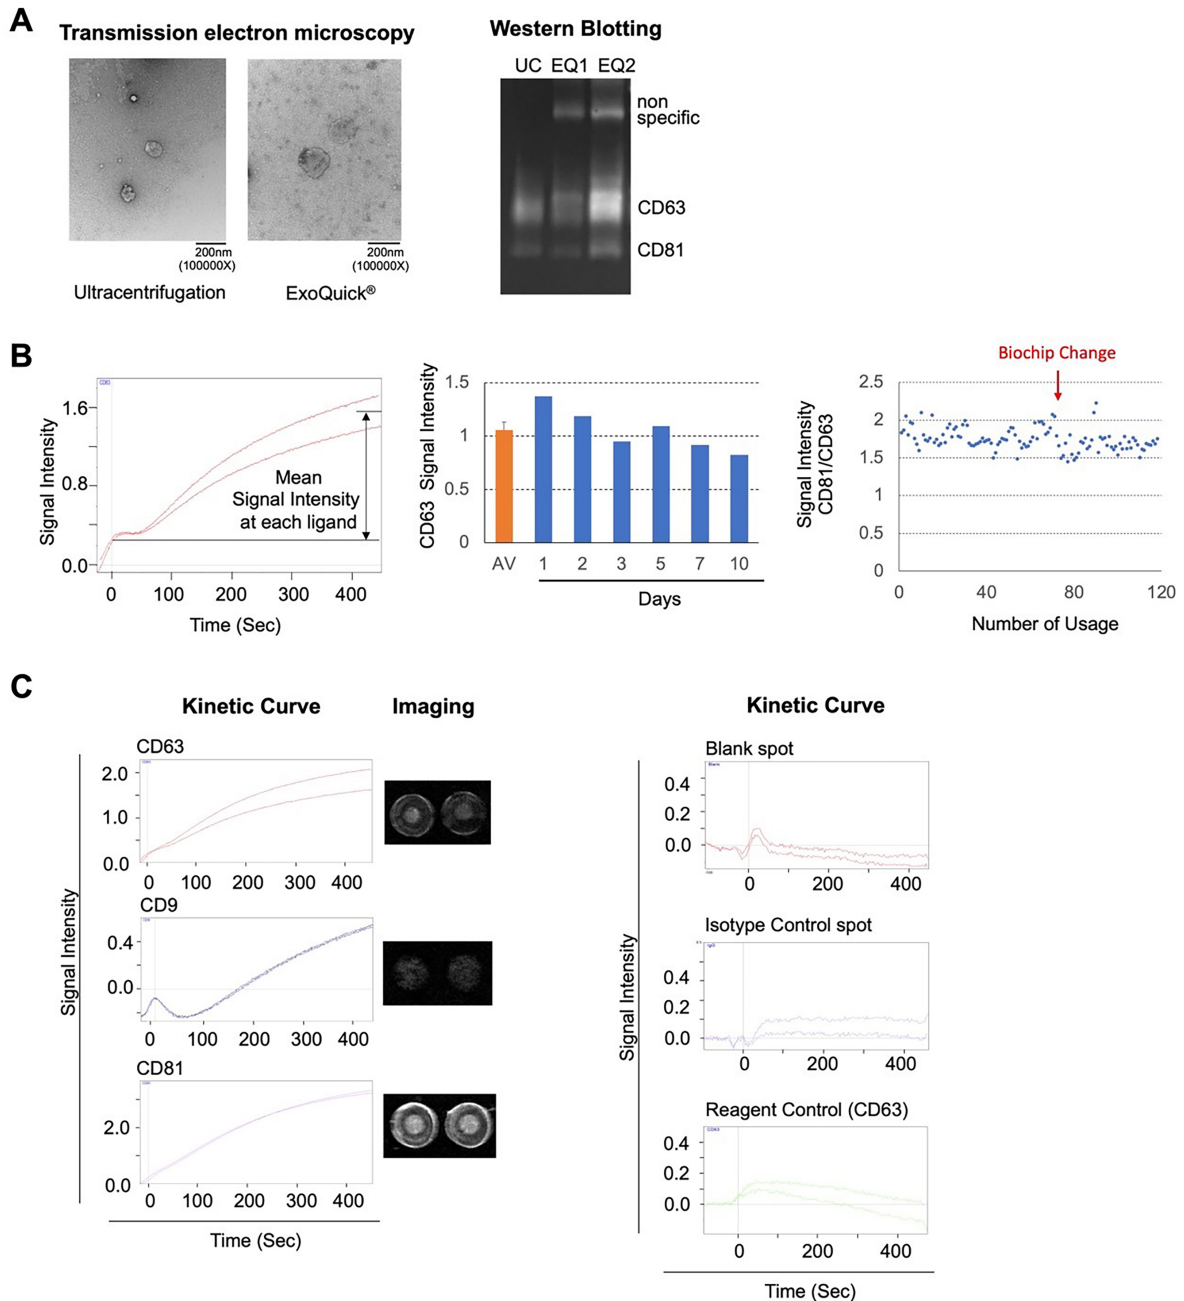 A
Transmission electron microscopy
200nm
(100000X)
Ultracentrifugation
200nm
(100000X)
ExoQuick®
Western Blotting
UC EQ1 EQ2
non
specific
CD63
CD81
B
Signal Intensity
CD63
1.6
0.8
0.0
Mean
Signal Intensity
at each ligand
0 100 200 300 400
Time (Sec)
CD63 Signal Intensity
1.5
1
0.5
0
AV 1 2 3 5 7 10
Days
Biochip Change
Signal Intensity
CD81/CD63
2.5
2
1.5
1
0.5
0
0 40 80 120
Number of Usage
C
Kinetic Curve Imaging
Signal Intensity
CD63
2.0
1.0
0.0
0 100 200 300 400
CD9
0.4
0.0
0 100 200 300 400
CD81
2.0
0.0
0 100 200 300 400
Time (Sec)
Kinetic Curve
Signal Intensity
Blank spot
Blank
0.4
0.2
0.0
0 200 400
Isotype Control spot
IgG
0.4
0.2
0.0
0 200 400
Reagent Control (CD63)
CD63
0.4
0.2
0.0
0 200 400
Time (Sec)